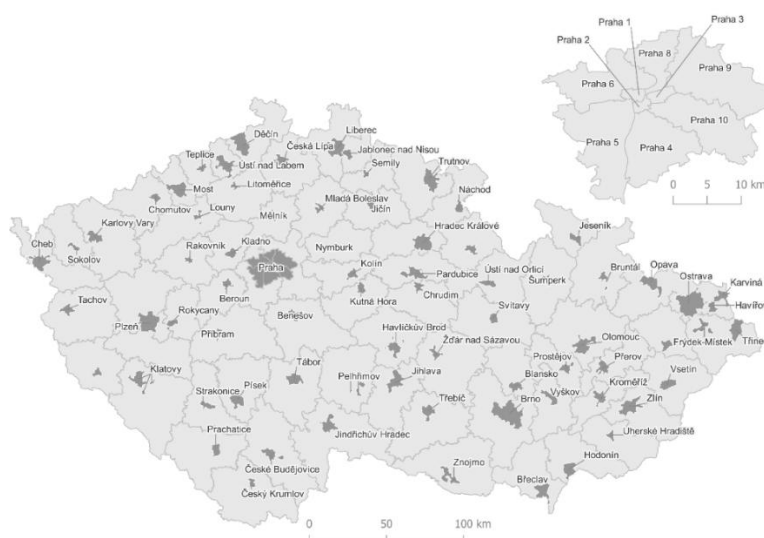 Praha 1
Praha 3
Praha 2
Praha 8
Praha 9
Praha 6
Praha 10
Praha 5
Praha 4
0 5 10 km
Děčín
Liberec
Česká Lípa
Jablonec nad Nisou
Teplice
Ústí nad Labem
Semily
Trutnov
Most
Litoměřice
Chomutov
Louny
Mladá Boleslav
Jičín
Náchod
Mělník
Karlovy Vary
Cheb
Sokolov
Rakovník
Kladno
Nymburk
Hradec Králové
Jeseník
Praha
Kolín
Pardubice
Ústí nad Orlicí
Šumperk
Bruntál
Opava
Ostrava
Karviná
Havířov
Tachov
Beroun
Kutná Hora
Chrudim
Svitavy
Plzeň
Rokycany
Benešov
Příbram
Havlíčkův Brod
Žďár nad Sázavou
Olomouc
Frýdek-Místek
Třinec
Prostějov
Přerov
Klatovy
Tábor
Jihlava
Blansko
Vsetín
Strakonice
Písek
Pelhřimov
Třebíč
Brno
Vyškov
Kroměříž
Zlín
Prachatice
Jindřichův Hradec
Uherské Hradiště
České Budějovice
Znojmo
Hodonín
Český Krumlov
Břeclav
0 50 100 km